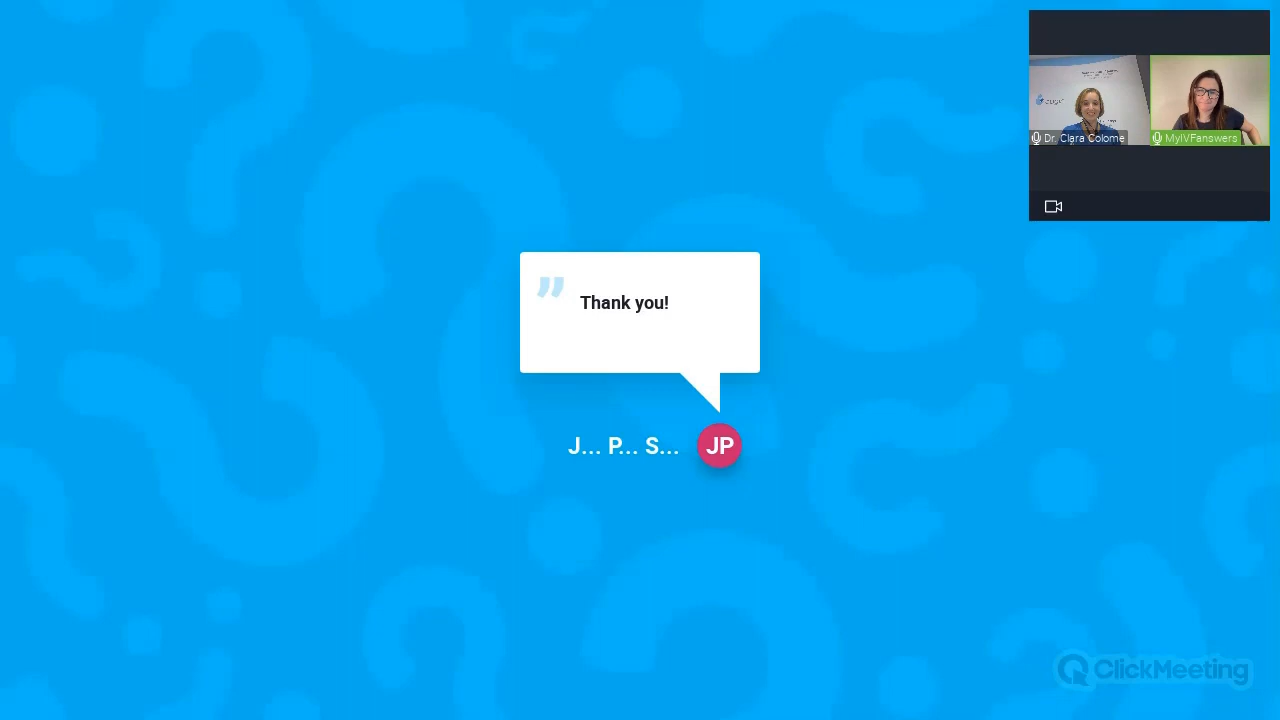 Dr. Clara Colome
MyIVFanswers
Thank you!
J... P... S...
JP
ClickMeeting